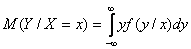 M(Y / X = x) = ∫_{-∞}^{∞} yf(y / x)dy